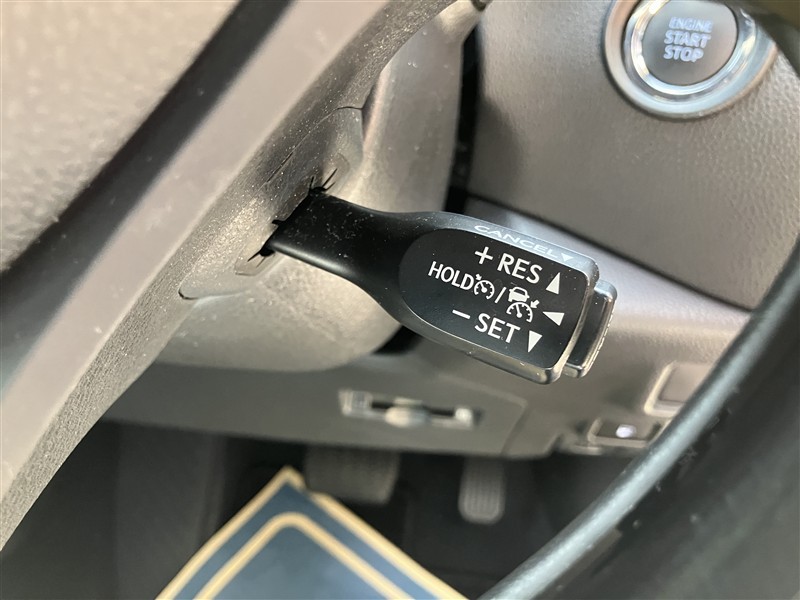 ENGINE
START
STOP
CANCEL ▼
+ RES ▲
HOLD / ◀
− SET ▼